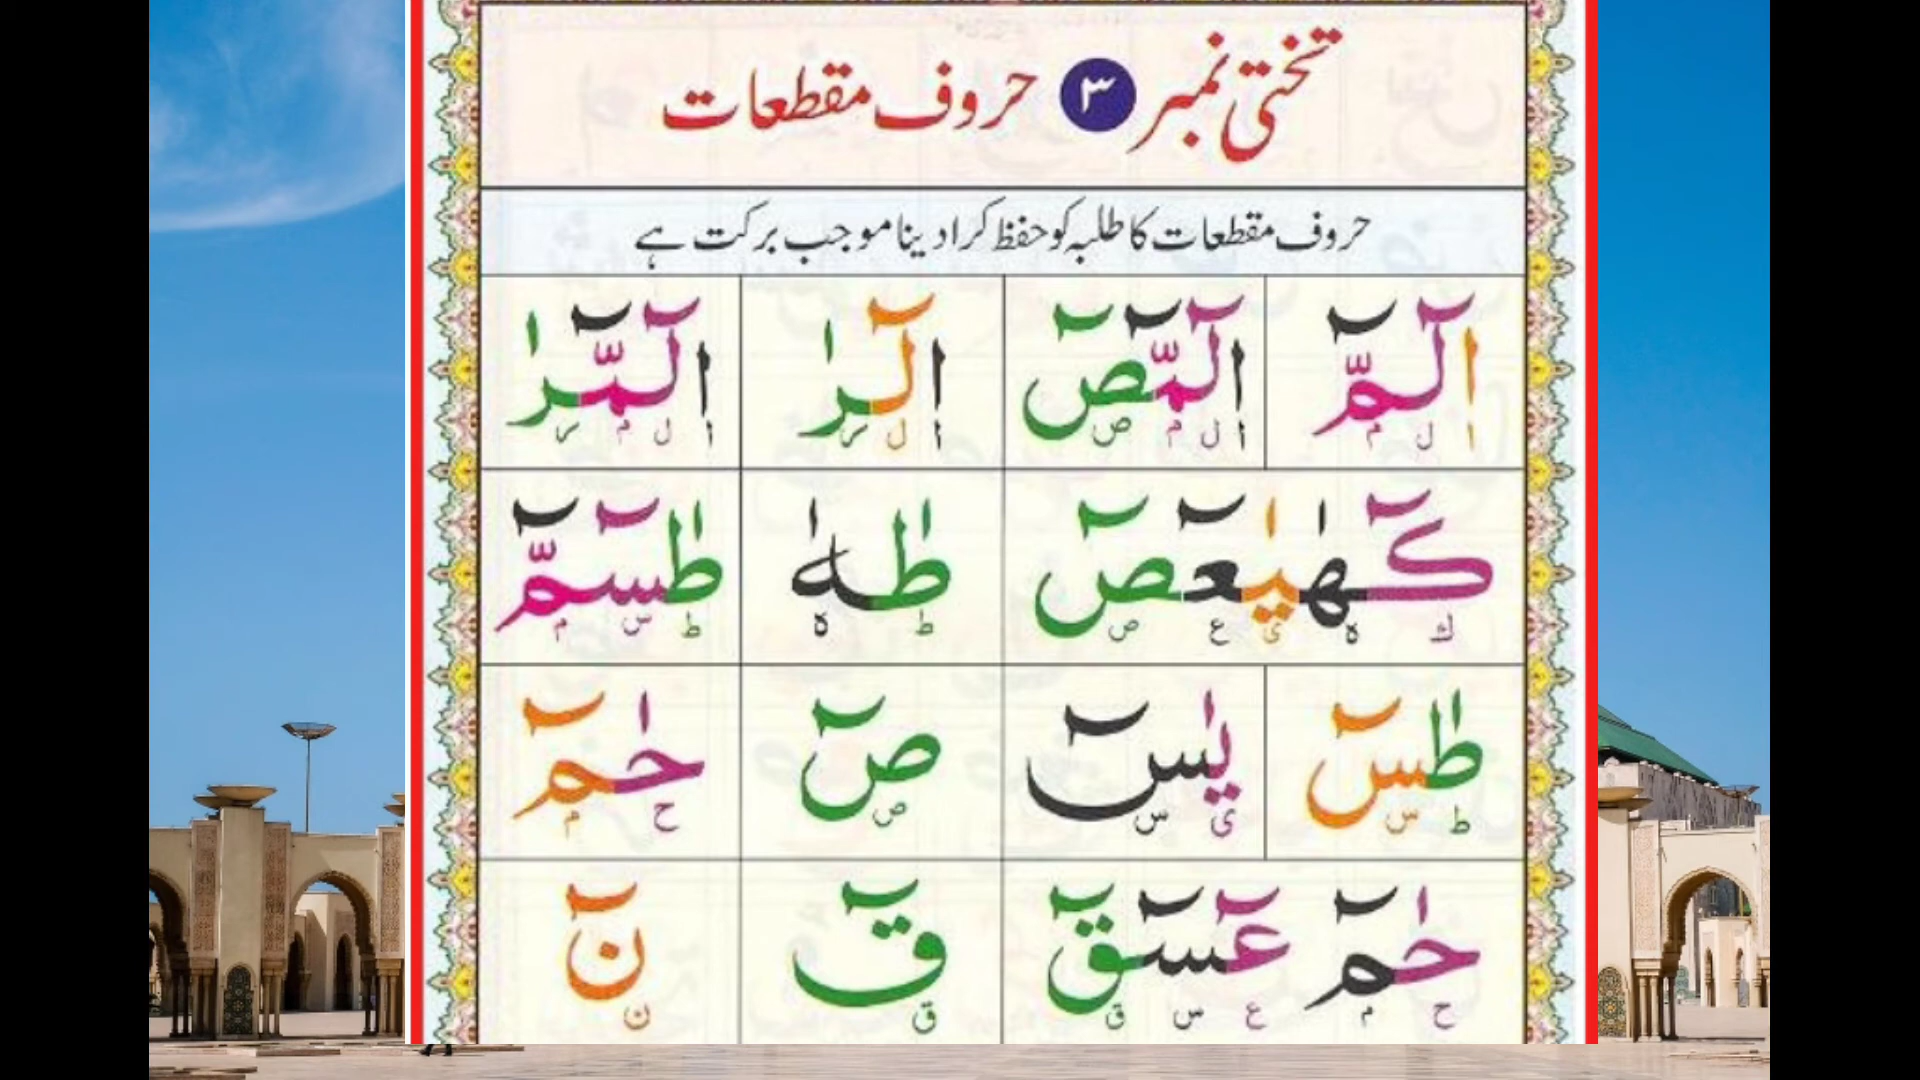 تختی نمبر ۳ حروف مقطعات
حروف مقطعات کا طلبہ کو حفظ کرا دینا موجب برکت ہے
الٓمّٓ الٓمّٓصٓ الٓرٰ الٓمّٓرٰ
ا ل م ا ل م ص ا ل ر ا ل م ر
كٓهٰيٰعٓصٓ طٰهٰ طٰسٓمّٓ
ك ه ی ع ص ط ه ط س م
طٰسٓ يٰسٓ صٓ حٰمٓ
ط س ی س ص ح م
حٰمٓ عٓسٓقٓ قٓ نٓ
ح م ع س ق ق ن